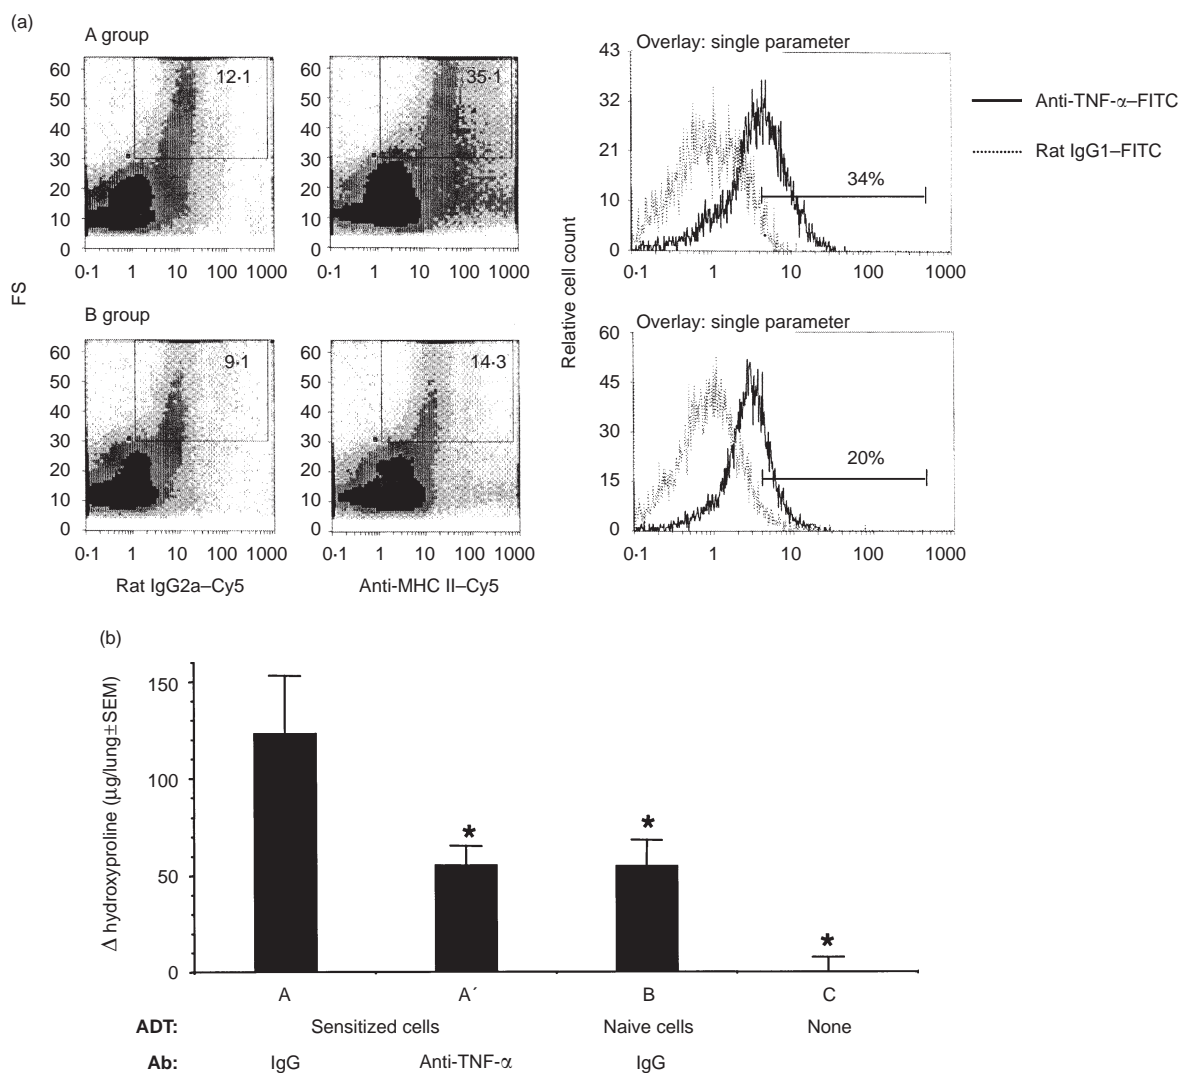 (a)
A group
12·1
60
50
40
30
20
10
0
0·1 1 10 100 1000
35·1
60
50
40
30
20
10
0
0·1 1 10 100 1000
Overlay: single parameter
43
32
21
10
0
0·1 1 10 100 1000
34%
Anti-TNF-α–FITC
Rat IgG1–FITC
FS
Relative cell count
B group
9·1
60
50
40
30
20
10
0
0·1 1 10 100 1000
Rat IgG2a–Cy5
14·3
60
50
40
30
20
10
0
0·1 1 10 100 1000
Anti-MHC II–Cy5
Overlay: single parameter
60
45
30
15
0
0·1 1 10 100 1000
20%
(b)
Δ hydroxyproline (μg/lung±SEM)
150
100
50
0
*
*
*
A A´ B C
ADT: Sensitized cells Naive cells None
Ab: IgG Anti-TNF-α IgG